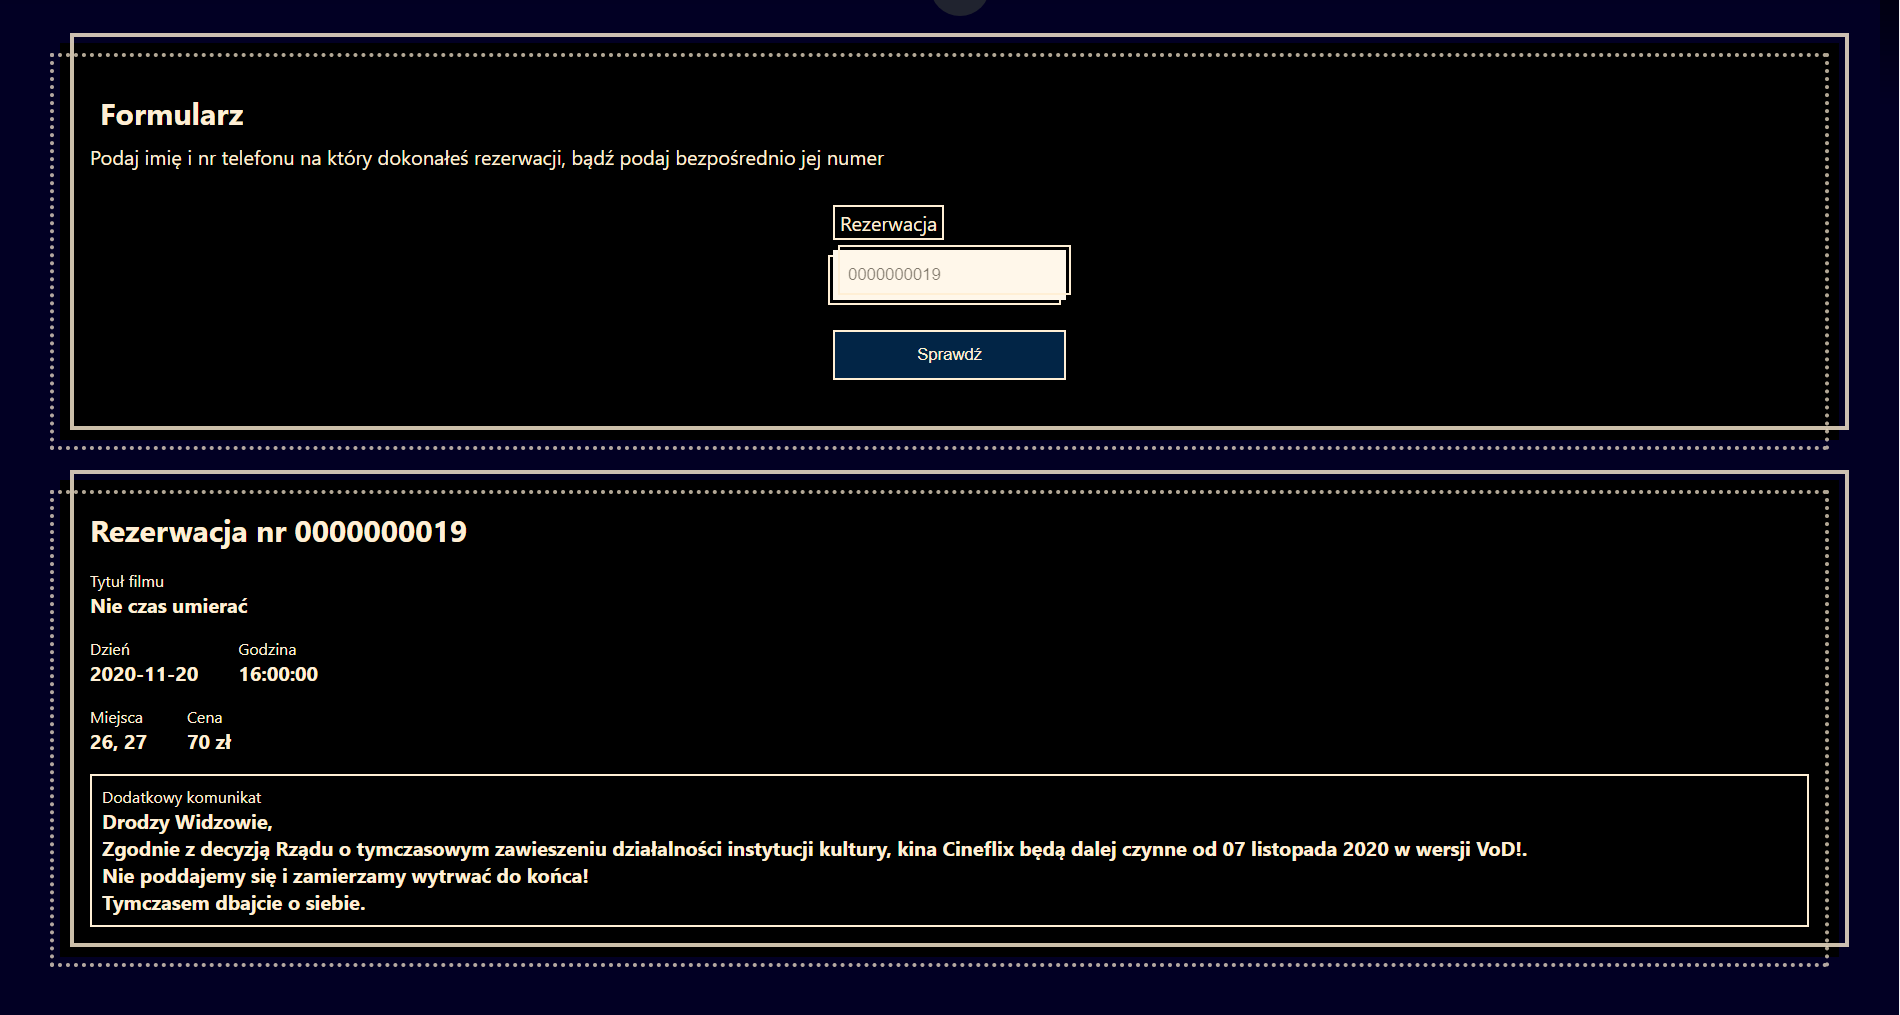 Formularz
Podaj imię i nr telefonu na który dokonałeś rezerwacji, bądź podaj bezpośrednio jej numer
Rezerwacja
0000000019
Sprawdź
Rezerwacja nr 0000000019
Tytuł filmu
Nie czas umierać
Dzień Godzina
2020-11-20 16:00:00
Miejsca Cena
26, 27 70 zł
Dodatkowy komunikat
Drodzy Widzowie,
Zgodnie z decyzją Rządu o tymczasowym zawieszeniu działalności instytucji kultury, kina Cineflix będą dalej czynne od 07 listopada 2020 w wersji VoD!.
Nie poddajemy się i zamierzamy wytrwać do końca!
Tymczasem dbajcie o siebie.